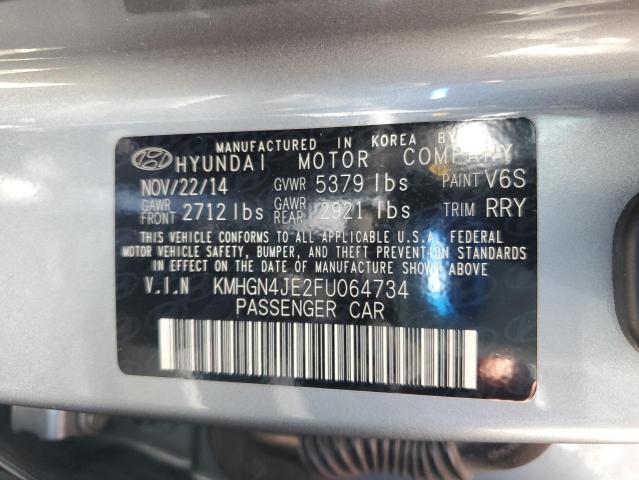 MANUFACTURED IN KOREA BY
HYUNDAI MOTOR COMPANY
NOV/22/14 GVWR 5379 lbs PAINT V6S
GAWR FRONT 2712 lbs GAWR REAR 2921 lbs TRIM RRY
THIS VEHICLE CONFORMS TO ALL APPLICABLE U.S.A. FEDERAL
MOTOR VEHICLE SAFETY, BUMPER, AND THEFT PREVENTION STANDARDS
IN EFFECT ON THE DATE OF MANUFACTURE SHOWN ABOVE
V.I.N KMHGN4JE2FU064734
PASSENGER CAR